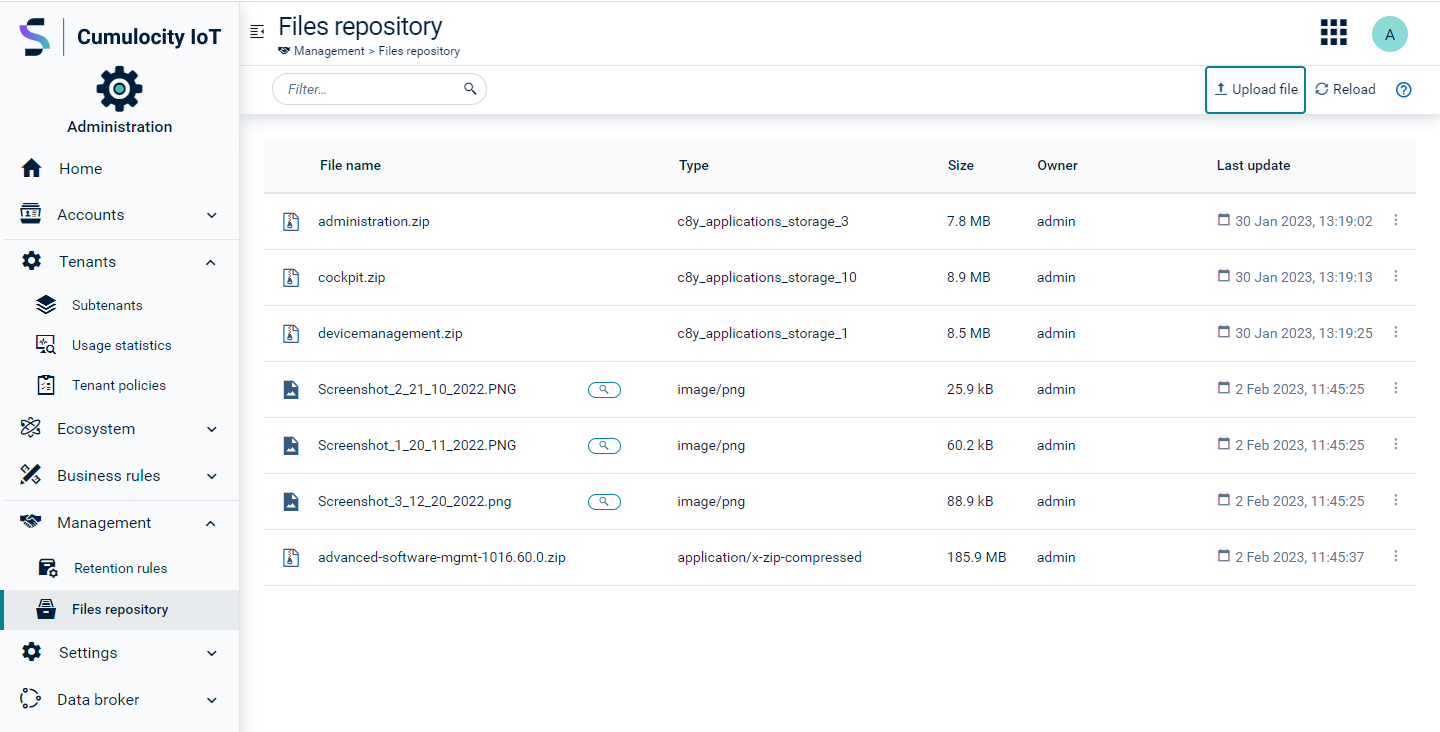 Cumulocity IoT
Administration
Home
Accounts
Tenants
Subtenants
Usage statistics
Tenant policies
Ecosystem
Business rules
Management
Retention rules
Files repository
Settings
Data broker
Files repository
Management > Files repository
A
Filter...
Upload file Reload
File name Type Size Owner Last update
administration.zip c8y_applications_storage_3 7.8 MB admin 30 Jan 2023, 13:19:02
cockpit.zip c8y_applications_storage_10 8.9 MB admin 30 Jan 2023, 13:19:13
devicemanagement.zip c8y_applications_storage_1 8.5 MB admin 30 Jan 2023, 13:19:25
Screenshot_2_21_10_2022.PNG image/png 25.9 kB admin 2 Feb 2023, 11:45:25
Screenshot_1_20_11_2022.PNG image/png 60.2 kB admin 2 Feb 2023, 11:45:25
Screenshot_3_12_20_2022.png image/png 88.9 kB admin 2 Feb 2023, 11:45:25
advanced-software-mgmt-1016.60.0.zip application/x-zip-compressed 185.9 MB admin 2 Feb 2023, 11:45:37